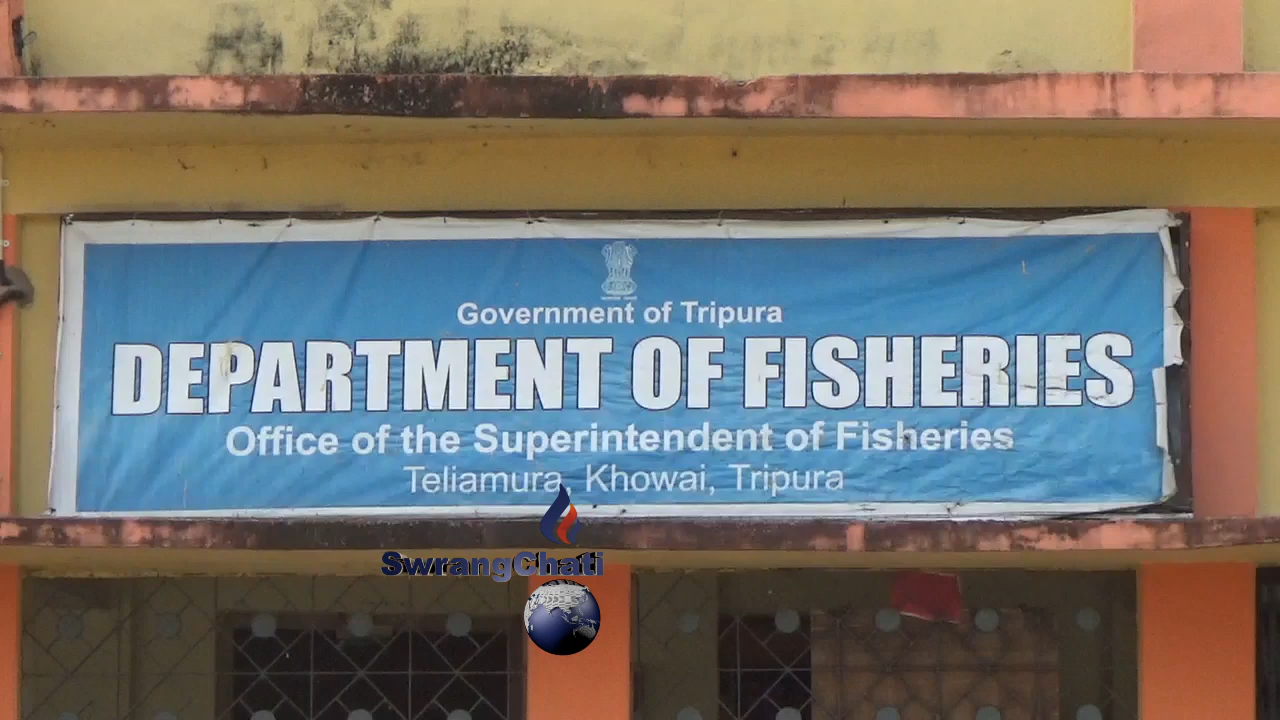 Government of Tripura
DEPARTMENT OF FISHERIES
Office of the Superintendent of Fisheries
Teliamura, Khowai, Tripura
SwrangChati